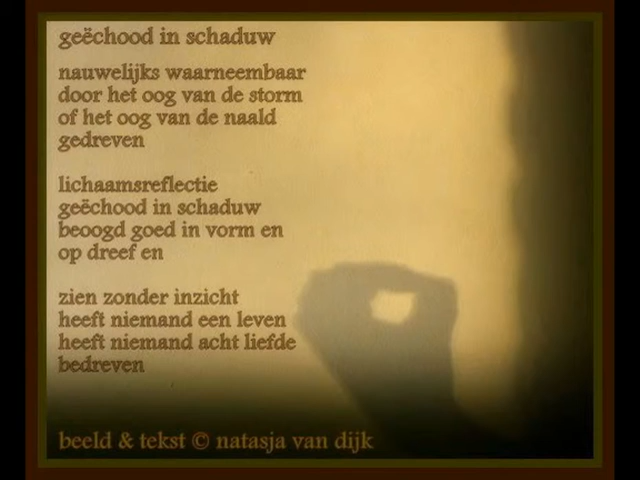 geëchood in schaduw
nauwelijks waarneembaar
door het oog van de storm
of het oog van de naald
gedreven
lichaamsreflectie
geëchood in schaduw
beoogd goed in vorm en
op dreef en
zien zonder inzicht
heeft niemand een leven
heeft niemand acht liefde
bedreven
beeld & tekst © natasja van dijk